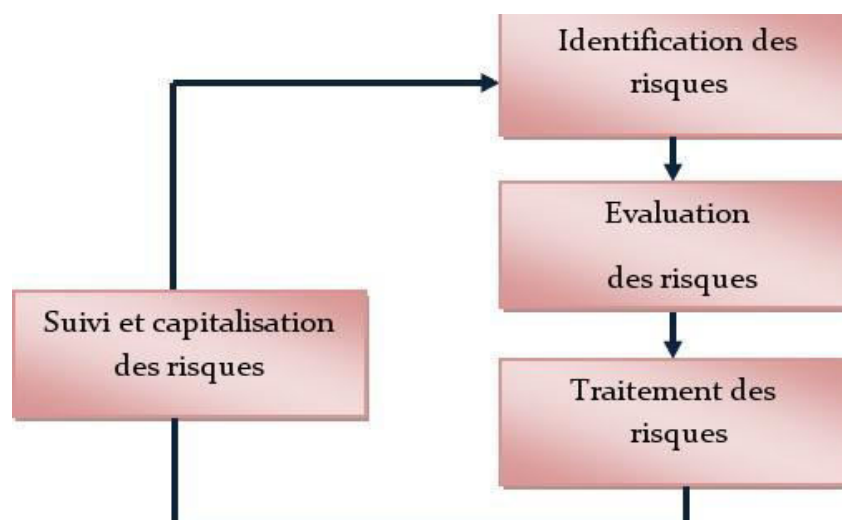 Identification des
risques
Evaluation
des risques
Suivi et capitalisation
des risques
Traitement des
risques